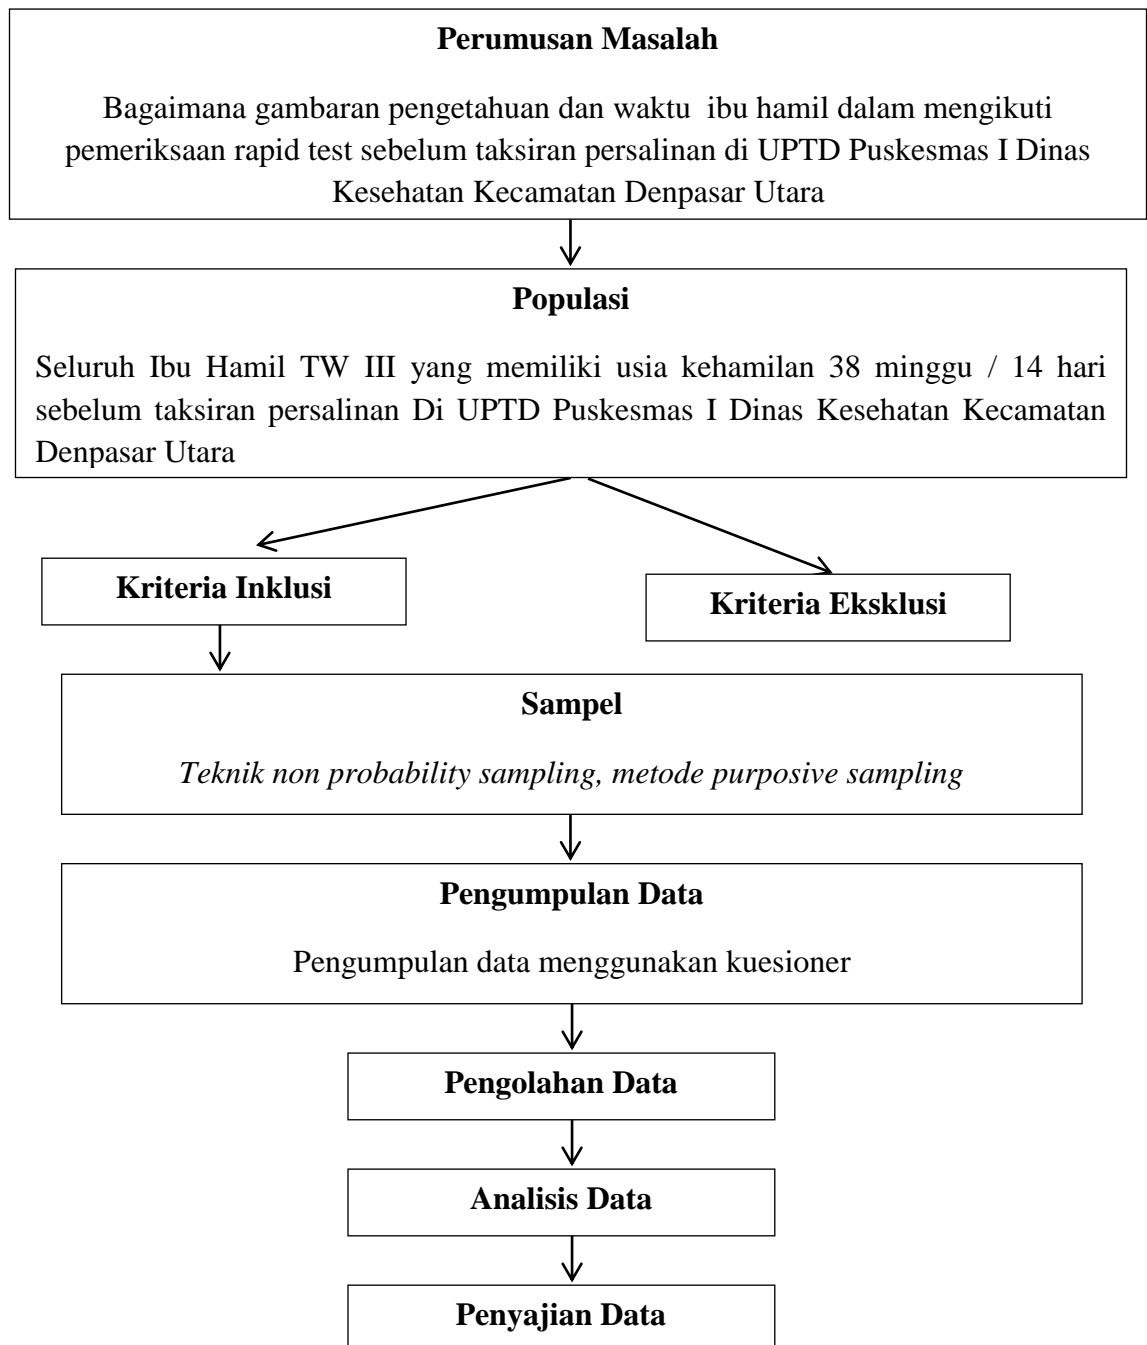 Perumusan Masalah
Bagaimana gambaran pengetahuan dan waktu ibu hamil dalam mengikuti
pemeriksaan rapid test sebelum taksiran persalinan di UPTD Puskesmas I Dinas
Kesehatan Kecamatan Denpasar Utara
Populasi
Seluruh Ibu Hamil TW III yang memiliki usia kehamilan 38 minggu / 14 hari
sebelum taksiran persalinan Di UPTD Puskesmas I Dinas Kesehatan Kecamatan
Denpasar Utara
Kriteria Inklusi
Kriteria Eksklusi
Sampel
Teknik non probability sampling, metode purposive sampling
Pengumpulan Data
Pengumpulan data menggunakan kuesioner
Pengolahan Data
Analisis Data
Penyajian Data